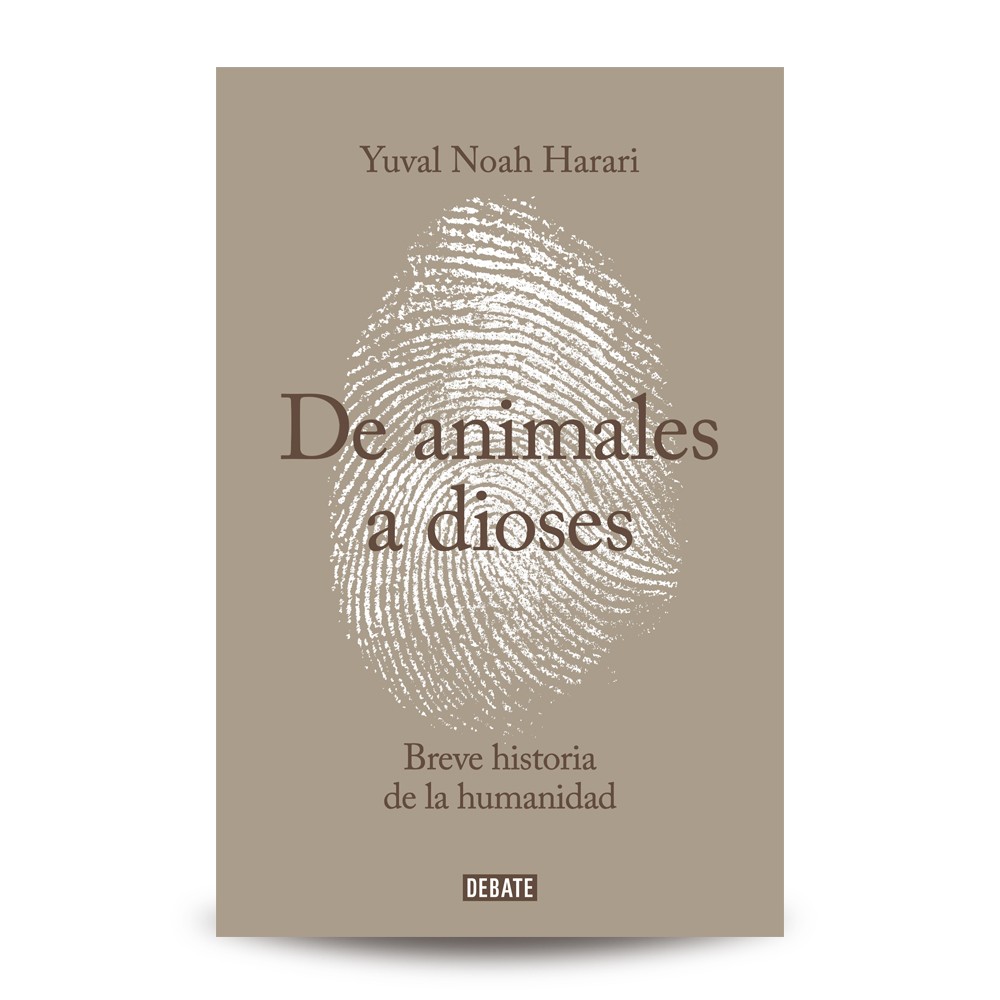 Yuval Noah Harari
De animales
a dioses
Breve historia
de la humanidad
DEBATE